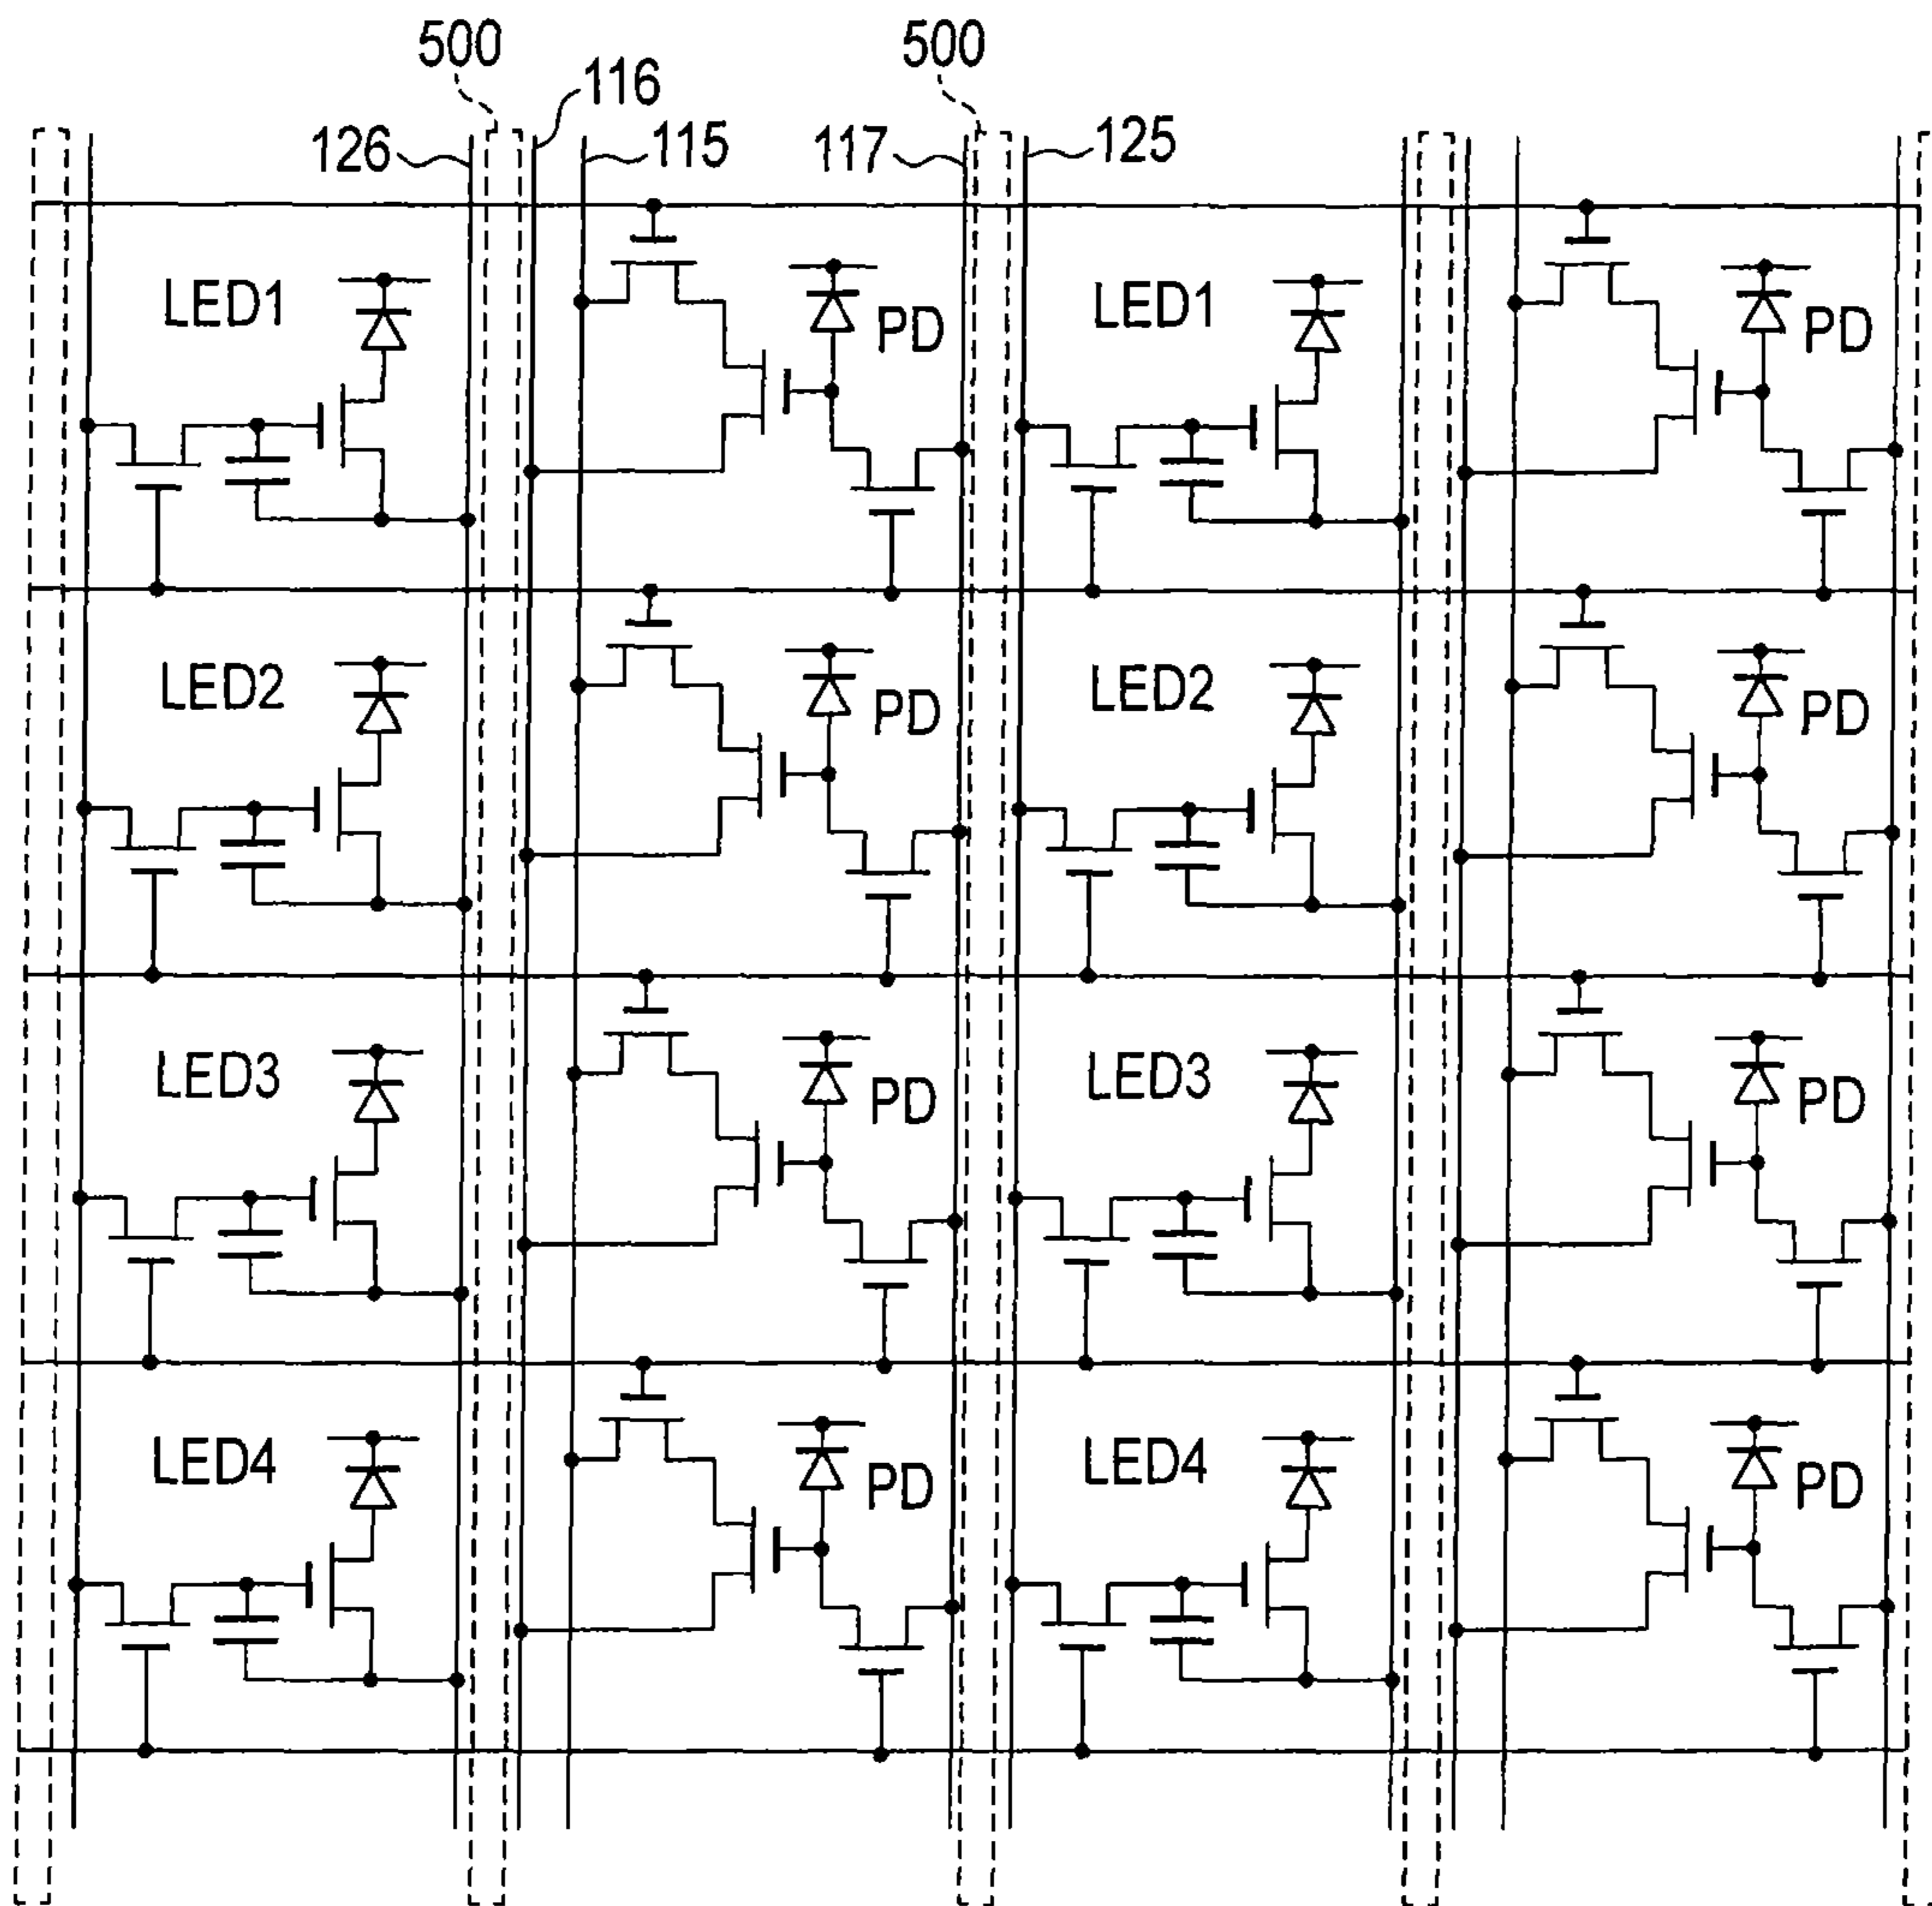 500 500
116
126 115 117 125
LED1 PD LED1 PD
LED2 PD LED2 PD
LED3 PD LED3 PD
LED4 PD LED4 PD